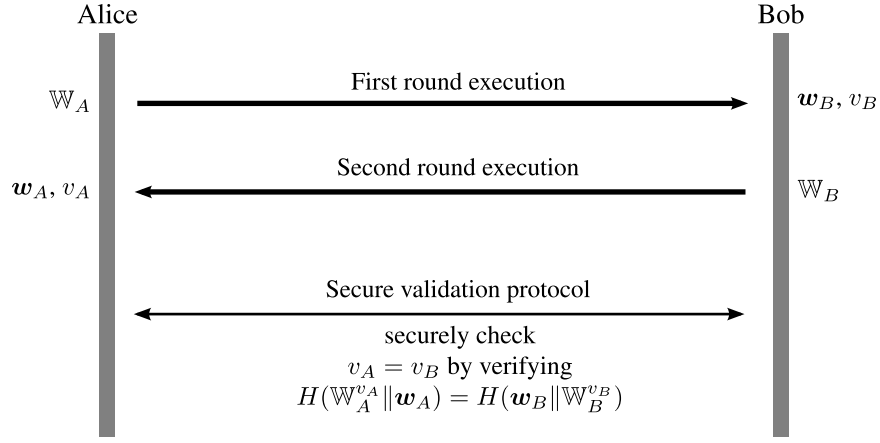 Alice Bob
First round execution
𝕎_A 𝒘_B, v_B
Second round execution
𝒘_A, v_A 𝕎_B
Secure validation protocol
securely check
v_A = v_B by verifying
H(𝕎_A^{v_A}‖𝒘_A) = H(𝒘_B‖𝕎_B^{v_B})